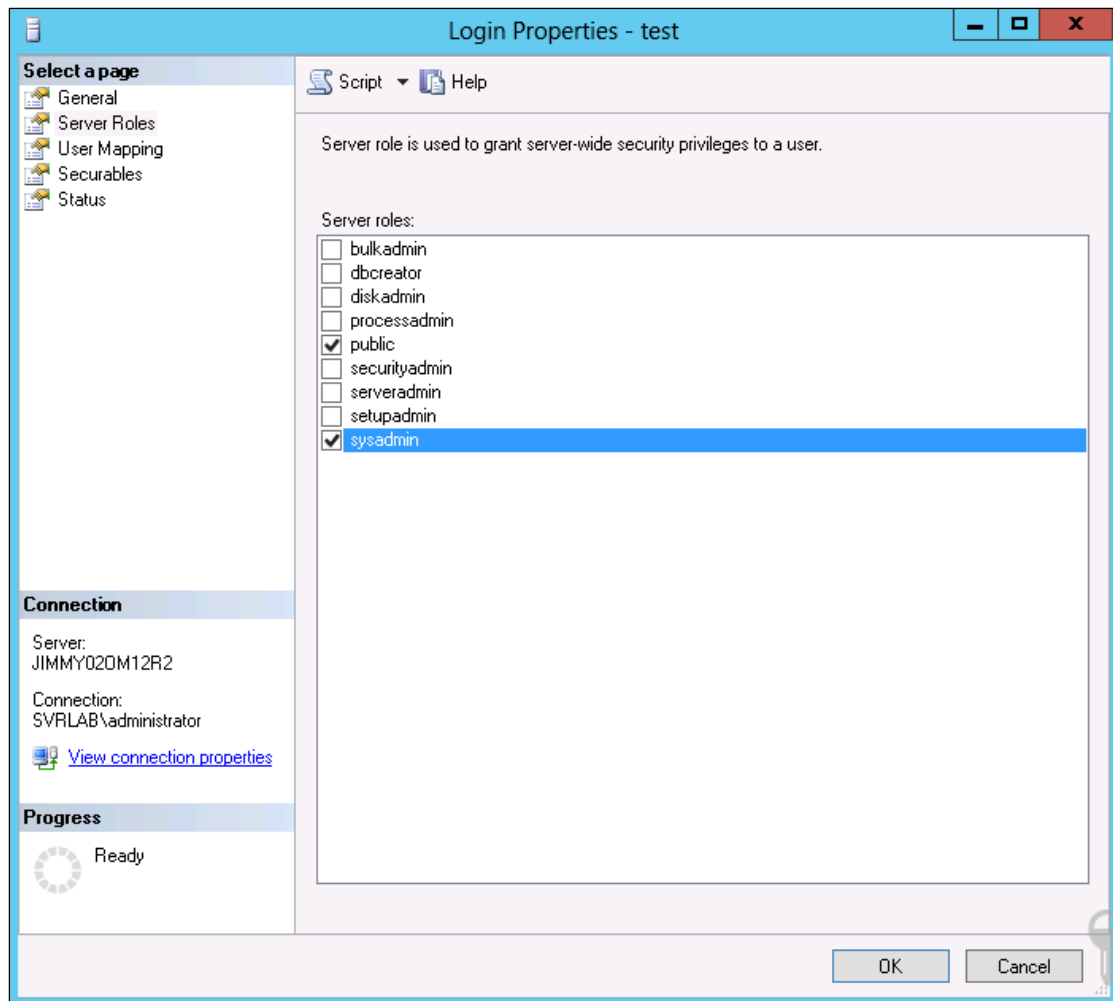 Login Properties - test
x
Select a page
General
Server Roles
User Mapping
Securables
Status
Script
Help
Server role is used to grant server-wide security privileges to a user.
Server roles:
bulkadmin
dbcreator
diskadmin
processadmin
public
securityadmin
serveradmin
setupadmin
sysadmin
Connection
Server:
JIMMY02OM12R2
Connection:
SVRLAB\administrator
View connection properties
Progress
Ready
OK
Cancel